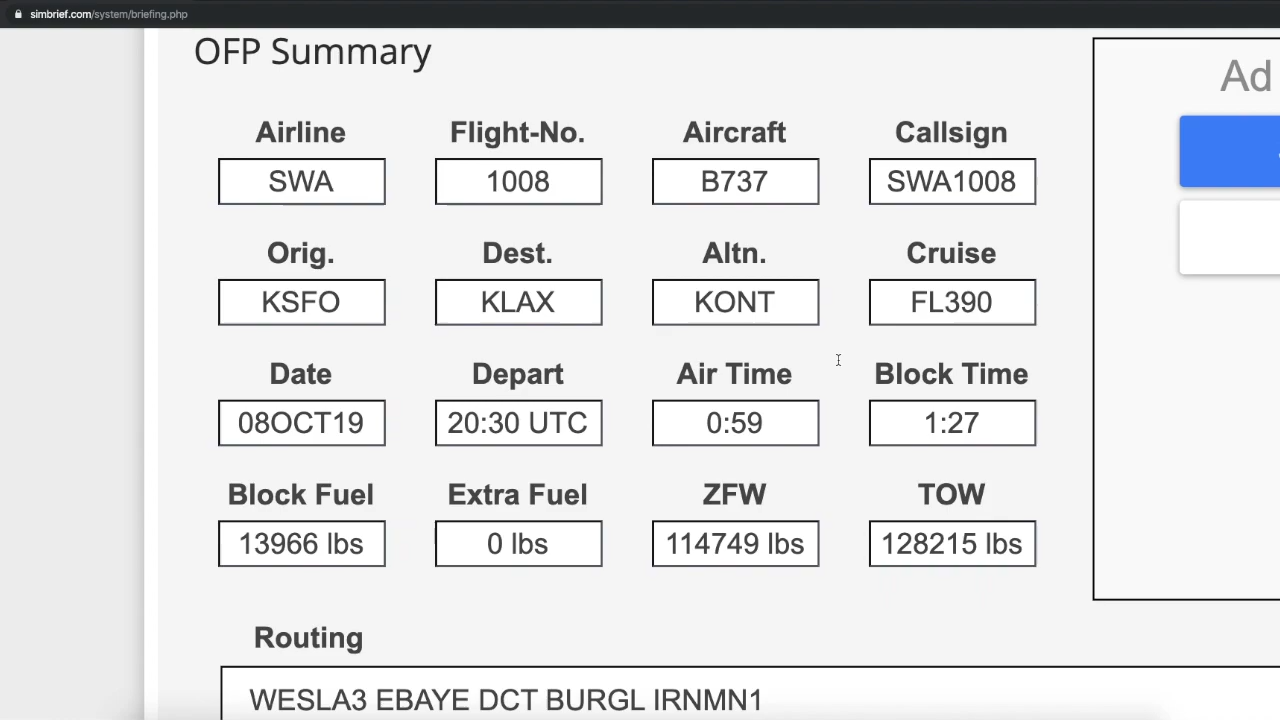 simbrief.com/system/briefing.php
OFP Summary
Ad
Airline Flight-No. Aircraft Callsign
SWA 1008 B737 SWA1008
Orig. Dest. Altn. Cruise
KSFO KLAX KONT FL390
Date Depart Air Time Block Time
08OCT19 20:30 UTC 0:59 1:27
Block Fuel Extra Fuel ZFW TOW
13966 lbs 0 lbs 114749 lbs 128215 lbs
Routing
WESLA3 EBAYE DCT BURGL IRNMN1